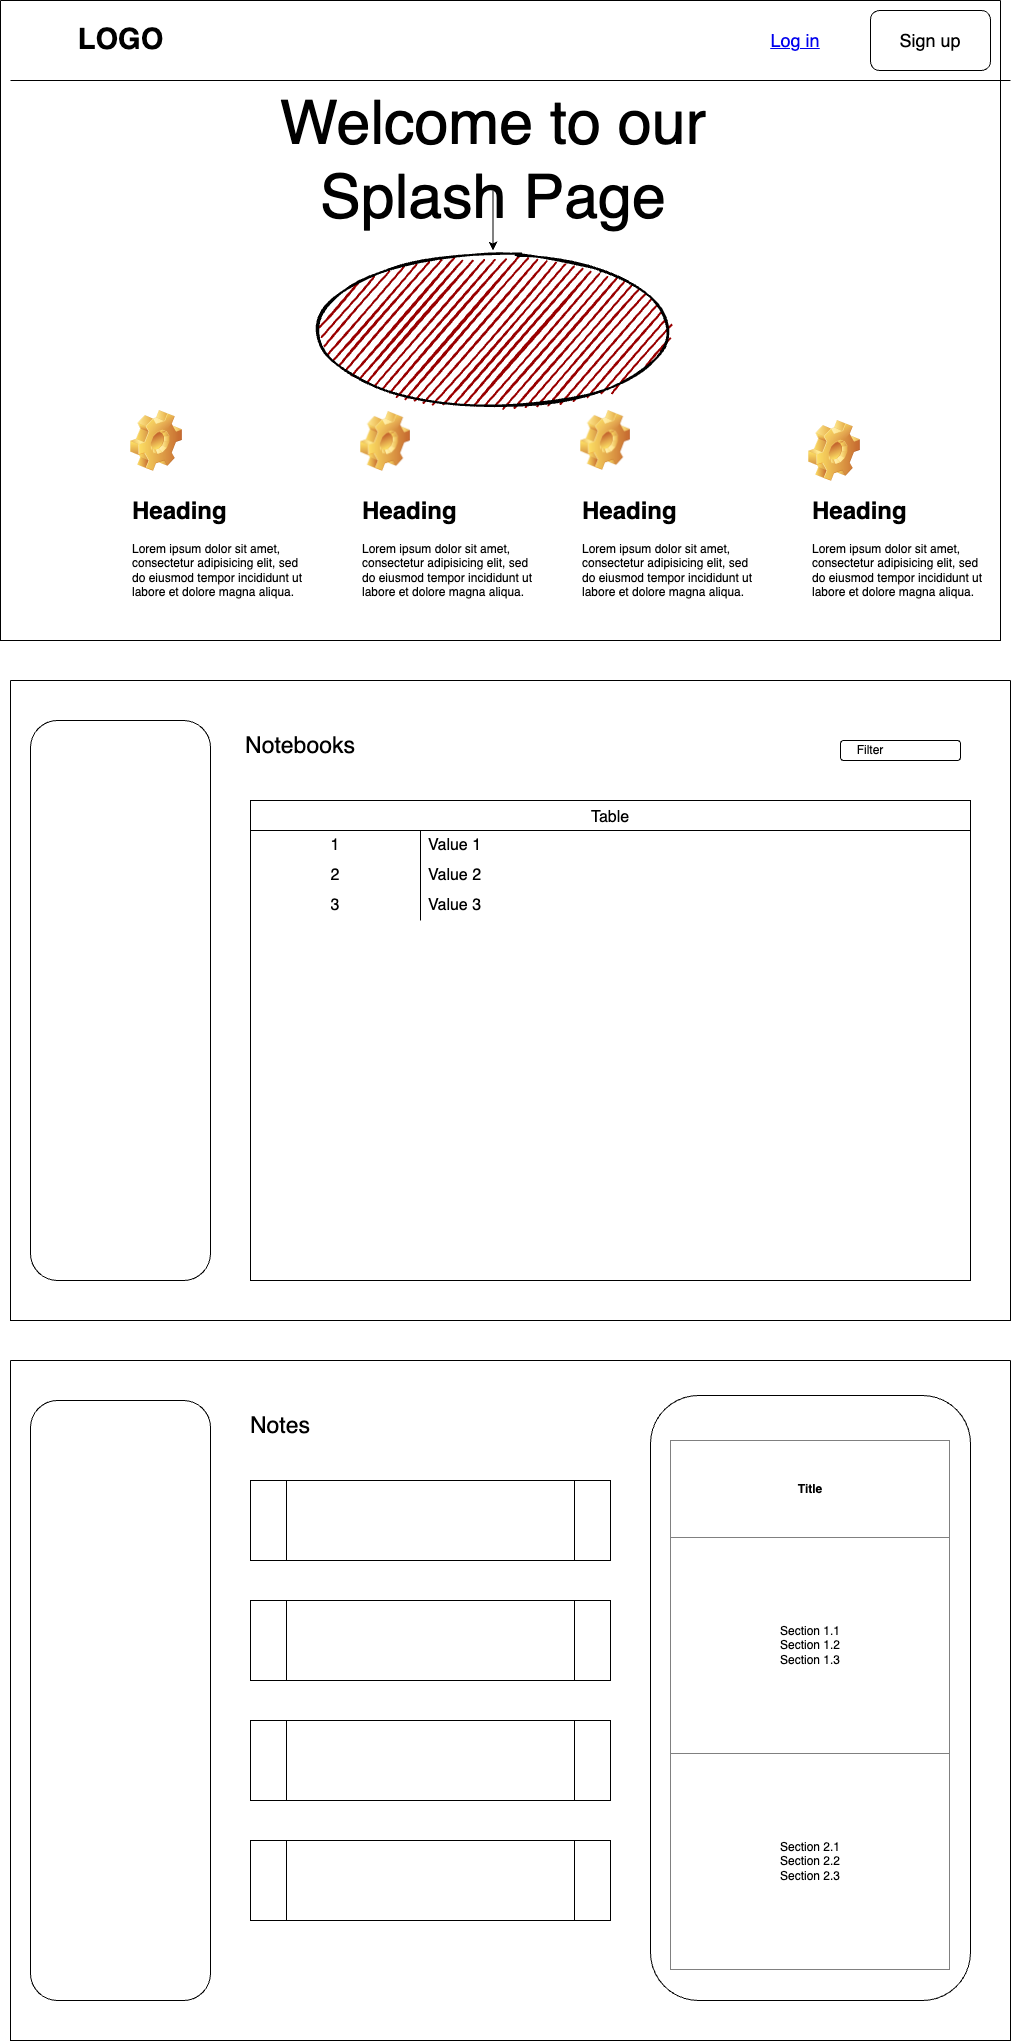 LOGO
Log in
Sign up
Welcome to our
Splash Page
Heading
Lorem ipsum dolor sit amet,
consectetur adipisicing elit, sed
do eiusmod tempor incididunt ut
labore et dolore magna aliqua.
Heading
Lorem ipsum dolor sit amet,
consectetur adipisicing elit, sed
do eiusmod tempor incididunt ut
labore et dolore magna aliqua.
Heading
Lorem ipsum dolor sit amet,
consectetur adipisicing elit, sed
do eiusmod tempor incididunt ut
labore et dolore magna aliqua.
Heading
Lorem ipsum dolor sit amet,
consectetur adipisicing elit, sed
do eiusmod tempor incididunt ut
labore et dolore magna aliqua.
Notebooks
Filter
Table
1 Value 1
2 Value 2
3 Value 3
Notes
Title
Section 1.1
Section 1.2
Section 1.3
Section 2.1
Section 2.2
Section 2.3